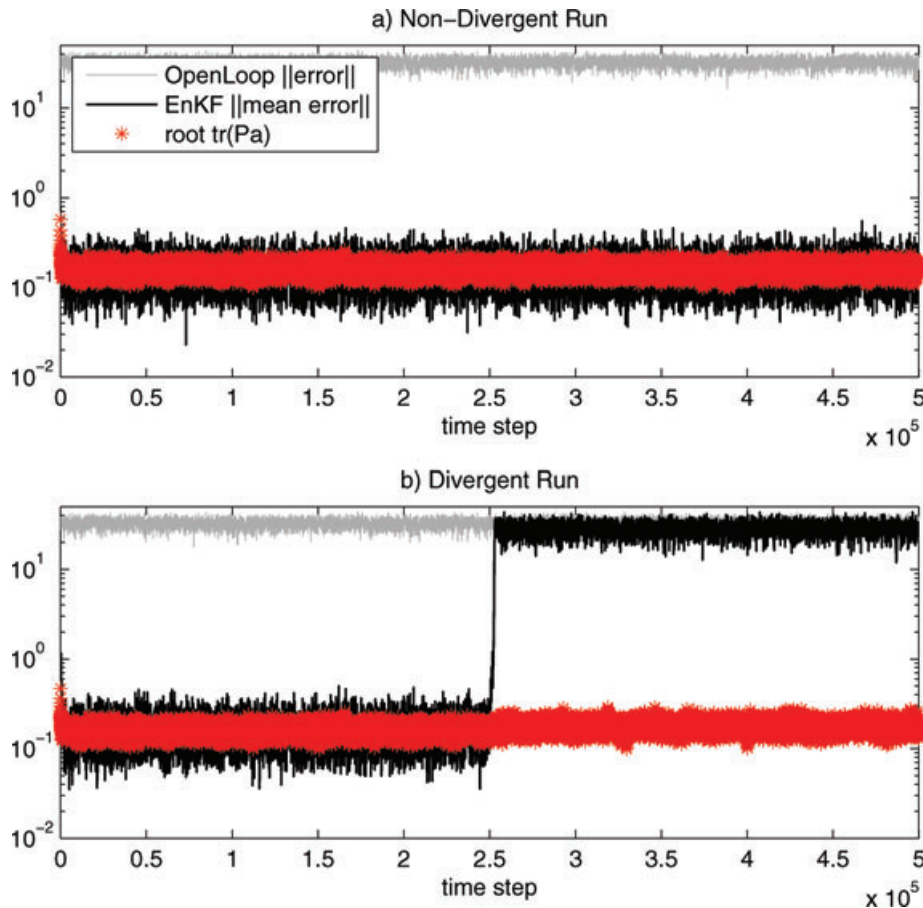 a) Non-Divergent Run
OpenLoop ||error||
EnKF ||mean error||
root tr(Pa)
10^1
10^0
10^-1
10^-2
0 0.5 1 1.5 2 2.5 3 3.5 4 4.5 5
time step
x 10^5
b) Divergent Run
10^1
10^0
10^-1
10^-2
0 0.5 1 1.5 2 2.5 3 3.5 4 4.5 5
time step
x 10^5